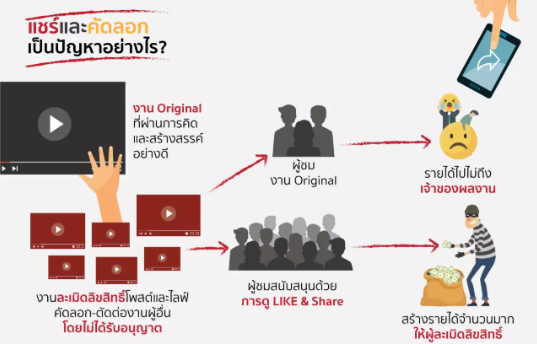 แชร์และคัดลอก
เป็นปัญหาอย่างไร?
งาน Original
ที่ผ่านการคิด
และสร้างสรรค์
อย่างดี
ผู้ชม
งาน Original
รายได้ไปไม่ถึง
เจ้าของผลงาน
งานละเมิดลิขสิทธิ์โพสต์และไลฟ์
คัดลอก-ตัดต่องานผู้อื่น
โดยไม่ได้รับอนุญาต
ผู้ชมสนับสนุนด้วย
การดู LIKE & Share
สร้างรายได้จำนวนมาก
ให้ผู้ละเมิดลิขสิทธิ์